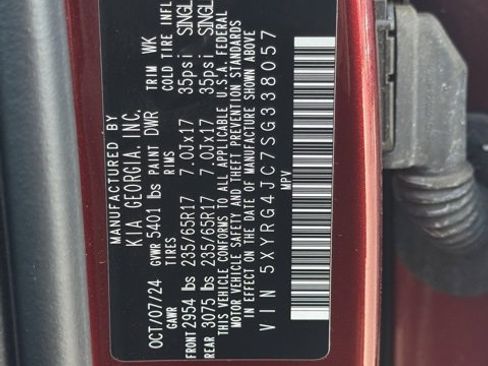 MANUFACTURED BY
KIA GEORGIA, INC.
OCT/07/24 GVWR 5401 lbs PAINT DWR TRIM WK
GAWR TIRES RIMS COLD TIRE INFL
FRONT 2954 lbs 235/65R17 7.0Jx17 35psi SINGL
REAR 3075 lbs 235/65R17 7.0Jx17 35psi SINGL
THIS VEHICLE CONFORMS TO ALL APPLICABLE U.S.A. FEDERAL
MOTOR VEHICLE SAFETY AND THEFT PREVENTION STANDARDS
IN EFFECT ON THE DATE OF MANUFACTURE SHOWN ABOVE
VIN 5XYRG4JC7SG338057
MPV